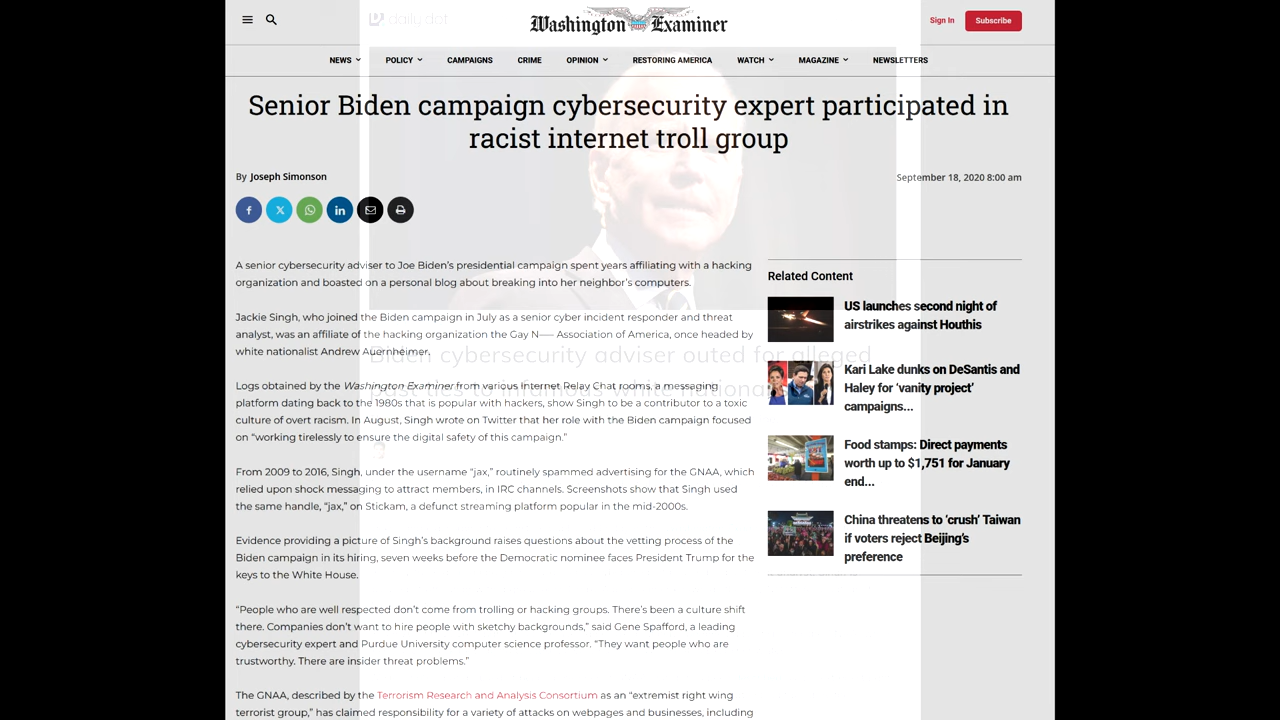 daily dot
Washington Examiner
Sign In
Subscribe
NEWS POLICY CAMPAIGNS CRIME OPINION RESTORING AMERICA WATCH MAGAZINE NEWSLETTERS
Senior Biden campaign cybersecurity expert participated in
racist internet troll group
By Joseph Simonson
September 18, 2020 8:00 am
A senior cybersecurity adviser to Joe Biden’s presidential campaign spent years affiliating with a hacking
organization and boasted on a personal blog about breaking into her neighbor’s computers.
Jackie Singh, who joined the Biden campaign in July as a senior cyber incident responder and threat
analyst, was an affiliate of the hacking organization the Gay N–– Association of America, once headed by
white nationalist Andrew Auernheimer.
Biden cybersecurity adviser outed for alleged
past ties to infamous white nationalist
Logs obtained by the Washington Examiner from various Internet Relay Chat rooms, a messaging
platform dating back to the 1980s that is popular with hackers, show Singh to be a contributor to a toxic
culture of overt racism. In August, Singh wrote on Twitter that her role with the Biden campaign focused
on “working tirelessly to ensure the digital safety of this campaign.”
From 2009 to 2016, Singh, under the username “jax,” routinely spammed advertising for the GNAA, which
relied upon shock messaging to attract members, in IRC channels. Screenshots show that Singh used
the same handle, “jax,” on Stickam, a defunct streaming platform popular in the mid-2000s.
Evidence providing a picture of Singh’s background raises questions about the vetting process of the
Biden campaign in its hiring, seven weeks before the Democratic nominee faces President Trump for the
keys to the White House.
“People who are well respected don’t come from trolling or hacking groups. There’s been a culture shift
there. Companies don’t want to hire people with sketchy backgrounds,” said Gene Spafford, a leading
cybersecurity expert and Purdue University computer science professor. “They want people who are
trustworthy. There are insider threat problems.”
The GNAA, described by the Terrorism Research and Analysis Consortium as an “extremist right wing
terrorist group,” has claimed responsibility for a variety of attacks on webpages and businesses, including
Related Content
US launches second night of
airstrikes against Houthis
Kari Lake dunks on DeSantis and
Haley for ‘vanity project’
campaigns...
Food stamps: Direct payments
worth up to $1,751 for January
end...
China threatens to ‘crush’ Taiwan
if voters reject Beijing’s
preference